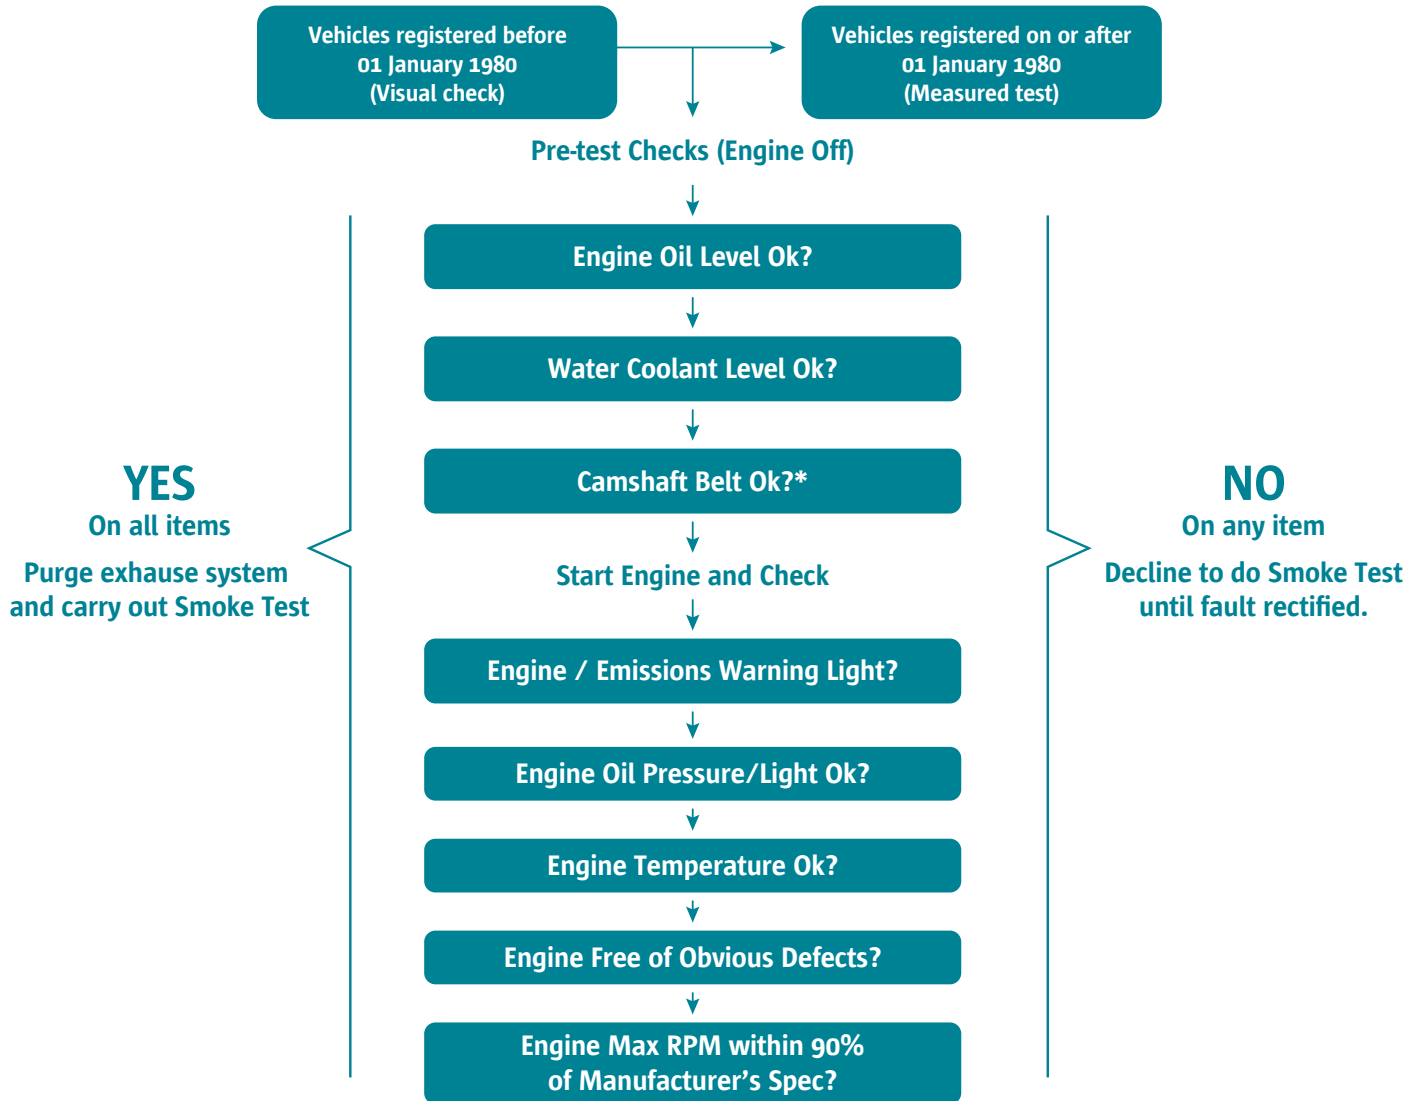 Vehicles registered before
01 January 1980
(Visual check)
Vehicles registered on or after
01 January 1980
(Measured test)
Pre-test Checks (Engine Off)
Engine Oil Level Ok?
Water Coolant Level Ok?
Camshaft Belt Ok?*
YES
On all items
Purge exhause system
and carry out Smoke Test
NO
On any item
Decline to do Smoke Test
until fault rectified.
Start Engine and Check
Engine / Emissions Warning Light?
Engine Oil Pressure/Light Ok?
Engine Temperature Ok?
Engine Free of Obvious Defects?
Engine Max RPM within 90%
of Manufacturer’s Spec?